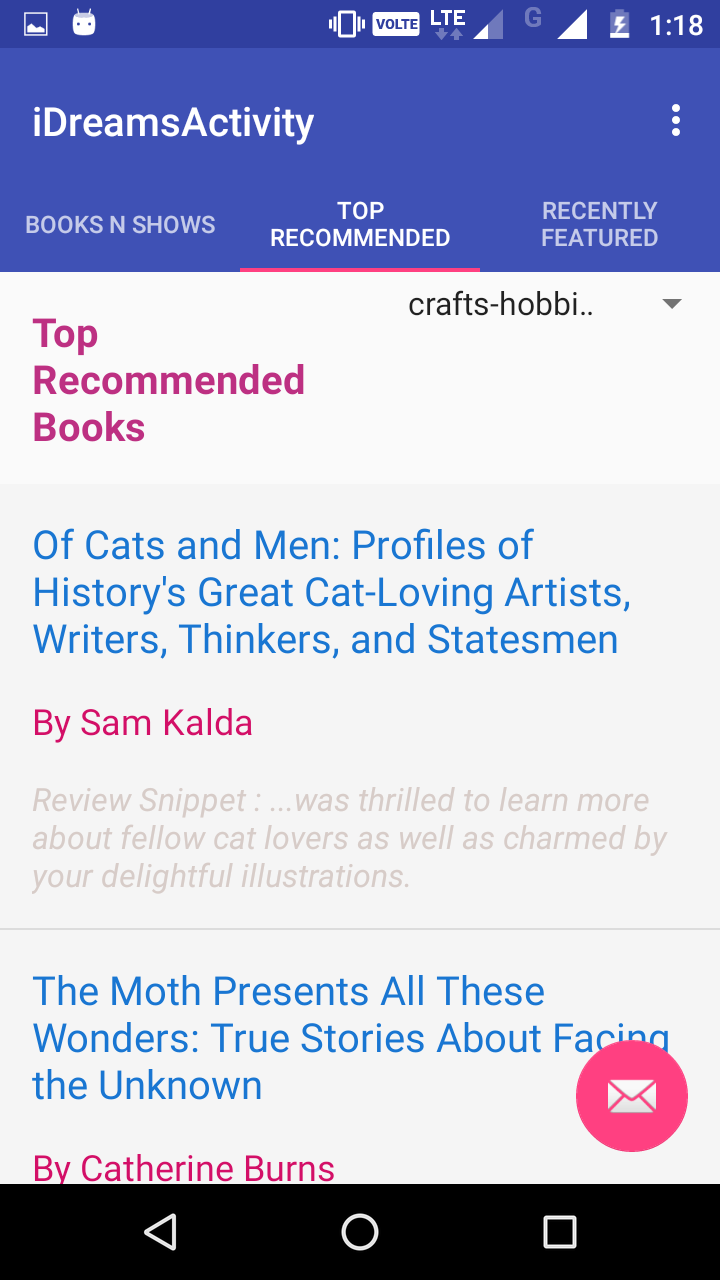 VOLTE LTE G 1:18
iDreamsActivity
BOOKS N SHOWS
TOP
RECOMMENDED
RECENTLY
FEATURED
crafts-hobbi..
Top
Recommended
Books
Of Cats and Men: Profiles of
History's Great Cat-Loving Artists,
Writers, Thinkers, and Statesmen
By Sam Kalda
Review Snippet : ...was thrilled to learn more
about fellow cat lovers as well as charmed by
your delightful illustrations.
The Moth Presents All These
Wonders: True Stories About Facing
the Unknown
By Catherine Burns